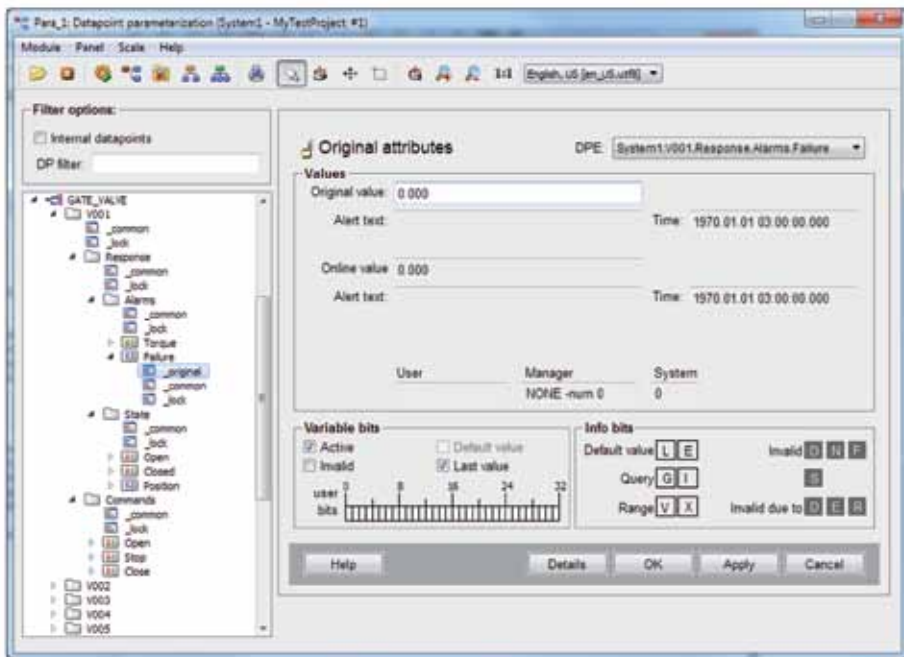 Para_1: Datapoint parameterization (System1 - MyTestProject: #1)
Module Panel Scale Help
1:1 English, US [en_US.utf8]
Filter options:
Internal datapoints
DP filter:
GATE_VALVE
V001
_common
_lock
Response
_common
_lock
Alarms
_common
_lock
Torque
Failure
_original
_common
_lock
State
_common
_lock
Open
Closed
Position
Commands
_common
_lock
Open
Stop
Close
V002
V003
V004
V005
Original attributes
DPE: System1:V001.Response.Alarms.Failure
Values
Original value: 0.000
Alert text: Time: 1970.01.01 03:00:00.000
Online value 0.000
Alert text: Time: 1970.01.01 03:00:00.000
User Manager System
NONE -num 0 0
Variable bits
Active Default value
Invalid Last value
0 8 16 24 32
user bits
Info bits
Default value L E Invalid O N F
Query G I S
Range V X Invalid due to D E R
Help Details OK Apply Cancel